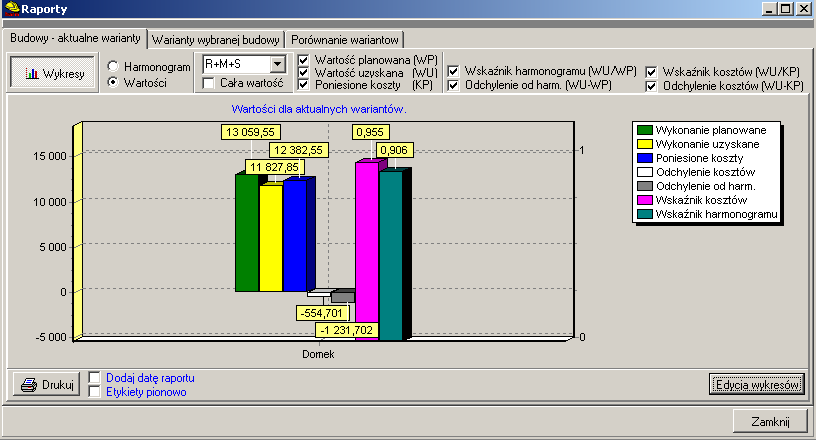 Raporty
Budowy - aktualne warianty
Warianty wybranej budowy
Porównanie wariantow
Wykresy
Harmonogram
Wartości
R+M+S
Cała wartość
Wartość planowana (WP)
Wartość uzyskana (WU)
Poniesione koszty (KP)
Wskaźnik harmonogramu (WU/WP)
Odchylenie od harm. (WU-WP)
Wskaźnik kosztów (WU/KP)
Odchylenie kosztów (WU-KP)
Wartości dla aktualnych wariantów.
13 059,55
0,955
12 382,55
0,906
11 827,85
15 000
10 000
5 000
0
-5 000
1
0
-554,701
-1 231,702
Domek
Wykonanie planowane
Wykonanie uzyskane
Poniesione koszty
Odchylenie kosztów
Odchylenie od harm.
Wskaźnik kosztów
Wskaźnik harmonogramu
Drukuj
Dodaj datę raportu
Etykiety pionowo
Edycja wykresów
Zamknij